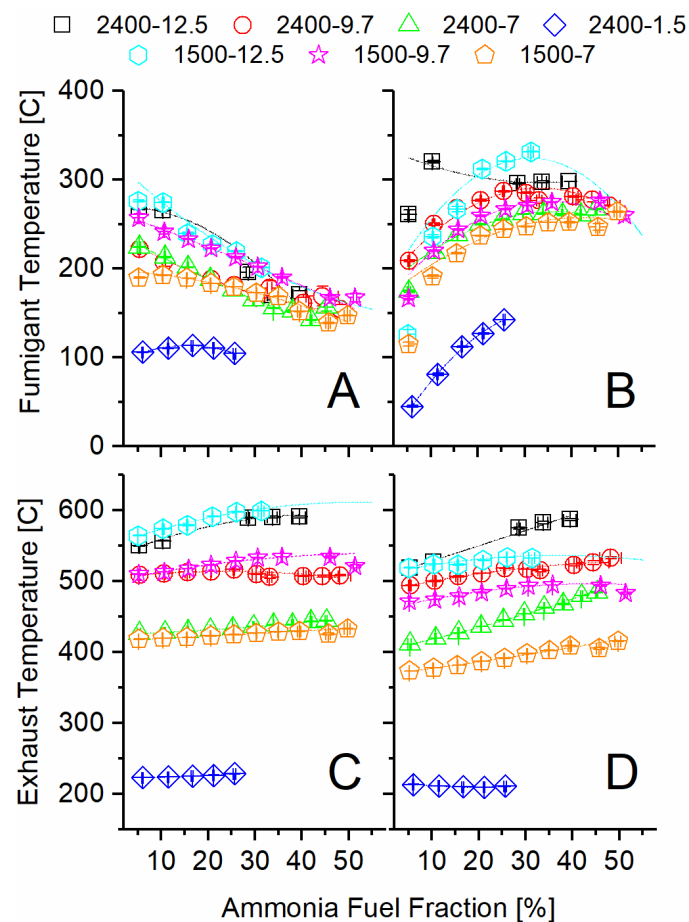 2400-12.5 2400-9.7 2400-7 2400-1.5
1500-12.5 1500-9.7 1500-7
Fumigant Temperature [C]
400
300
200
100
0
A
B
Exhaust Temperature [C]
600
500
400
300
200
C
D
10 20 30 40 50 10 20 30 40 50
Ammonia Fuel Fraction [%]